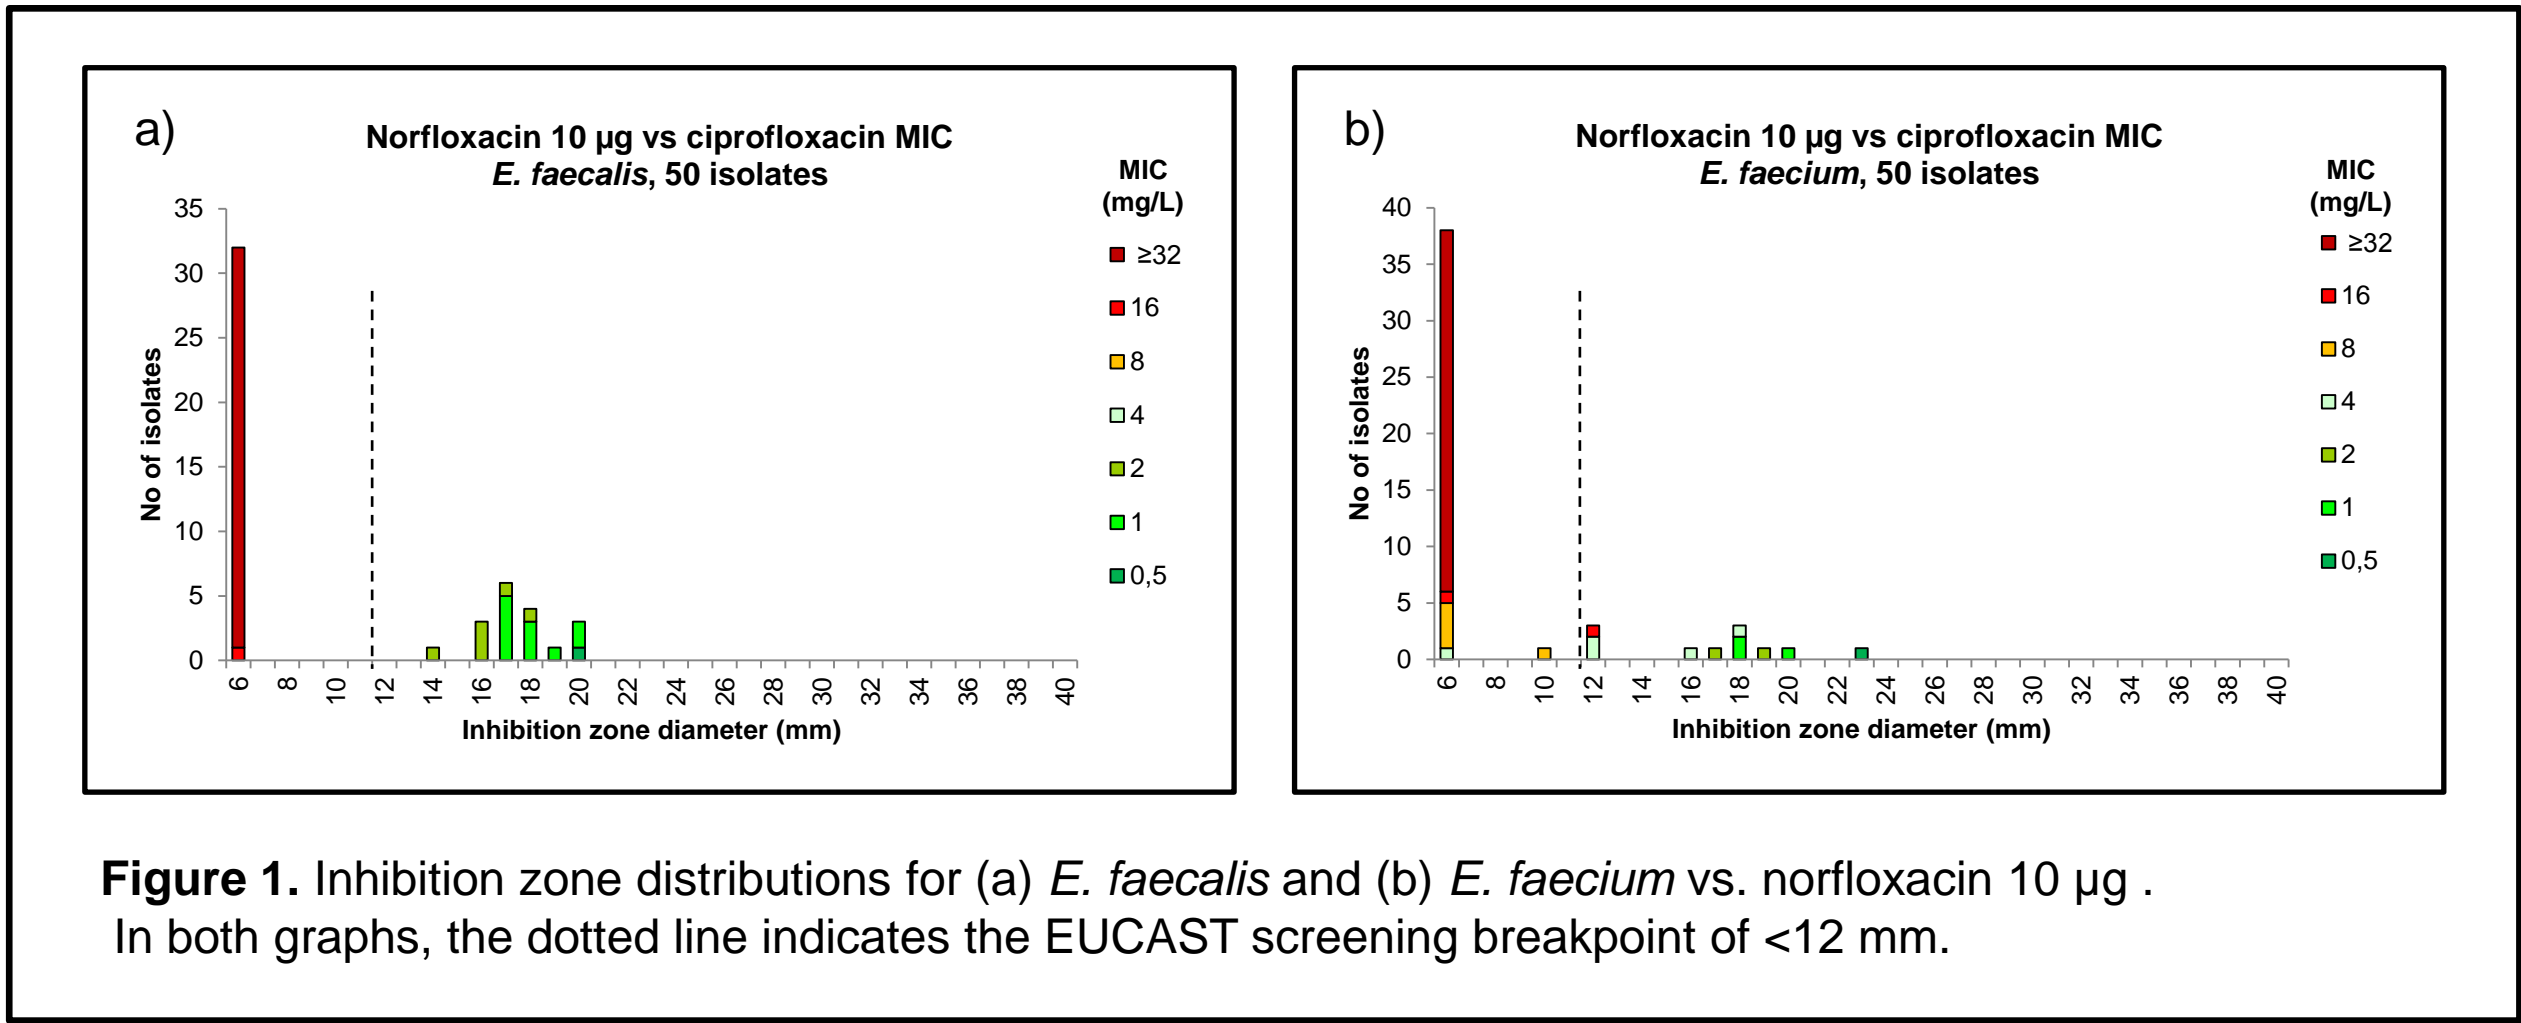 a)
Norfloxacin 10 µg vs ciprofloxacin MIC
E. faecalis, 50 isolates
MIC
(mg/L)
≥32
16
8
4
2
1
0,5
No of isolates
35
30
25
20
15
10
5
0
6 8 10 12 14 16 18 20 22 24 26 28 30 32 34 36 38 40
Inhibition zone diameter (mm)
b)
Norfloxacin 10 µg vs ciprofloxacin MIC
E. faecium, 50 isolates
MIC
(mg/L)
≥32
16
8
4
2
1
0,5
No of isolates
40
35
30
25
20
15
10
5
0
6 8 10 12 14 16 18 20 22 24 26 28 30 32 34 36 38 40
Inhibition zone diameter (mm)
Figure 1. Inhibition zone distributions for (a) E. faecalis and (b) E. faecium vs. norfloxacin 10 µg .
In both graphs, the dotted line indicates the EUCAST screening breakpoint of <12 mm.